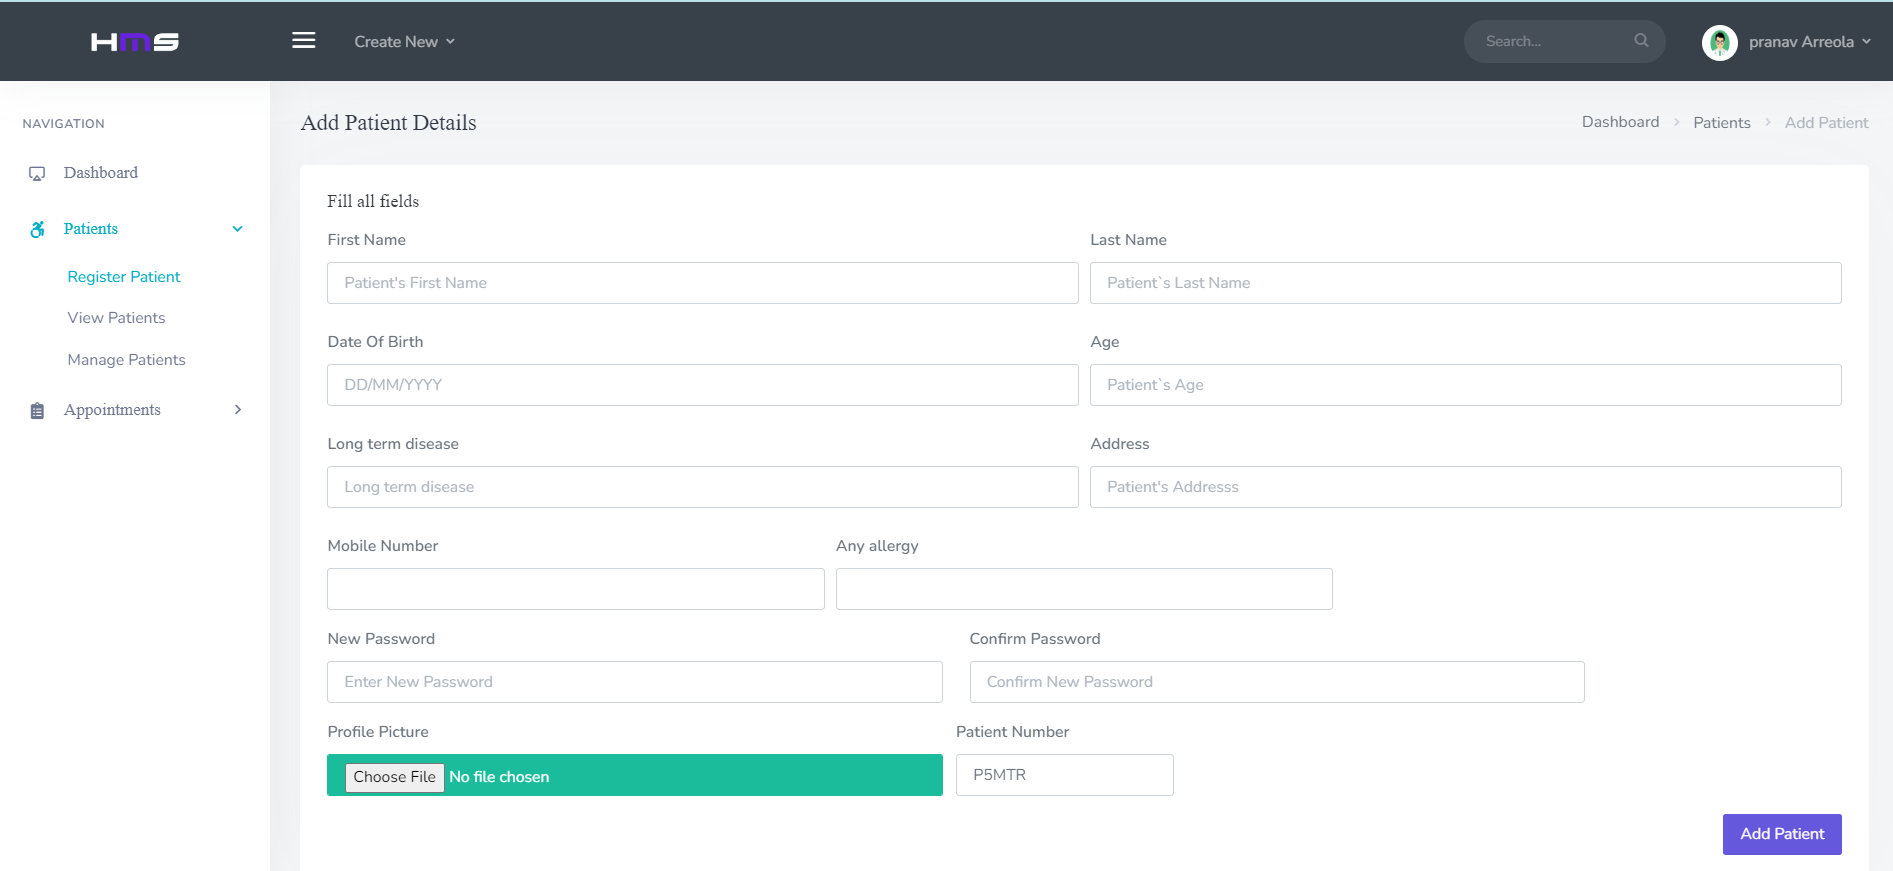 HMS
Create New
Search...
pranav Arreola
NAVIGATION
Dashboard
Patients
Register Patient
View Patients
Manage Patients
Appointments
Add Patient Details
Dashboard > Patients > Add Patient
Fill all fields
First Name
Last Name
Patient's First Name
Patient`s Last Name
Date Of Birth
Age
DD/MM/YYYY
Patient`s Age
Long term disease
Address
Long term disease
Patient's Addresss
Mobile Number
Any allergy
New Password
Confirm Password
Enter New Password
Confirm New Password
Profile Picture
Patient Number
Choose File No file chosen
P5MTR
Add Patient